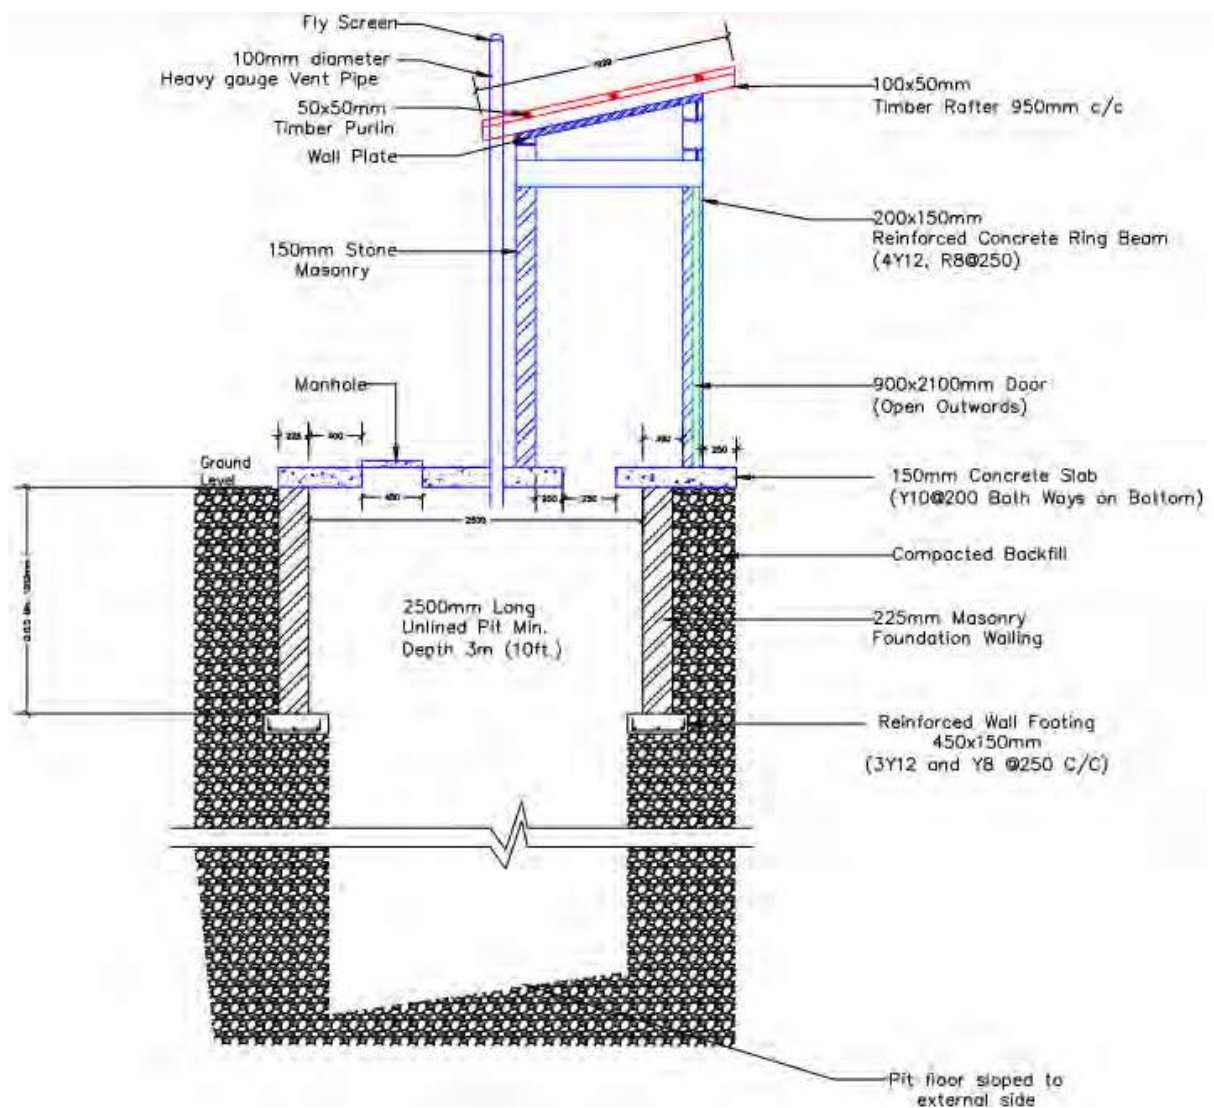 Fly Screen
100mm diameter
Heavy gauge Vent Pipe
50x50mm
Timber Purlin
Wall Plate
100x50mm
Timber Rafter 950mm c/c
200x150mm
Reinforced Concrete Ring Beam
(4Y12, R8@250)
150mm Stone
Masonry
Manhole
900x2100mm Door
(Open Outwards)
225
Ground
Level
250
150mm Concrete Slab
(Y10@200 Both Ways on Bottom)
450
250
250
2500
Compacted Backfill
2500mm Long
Unlined Pit Min.
Depth 3m (10ft.)
225mm Masonry
Foundation Walling
Reinforced Wall Footing
450x150mm
(3Y12 and Y8 @250 C/C)
Pit floor sloped to
external side